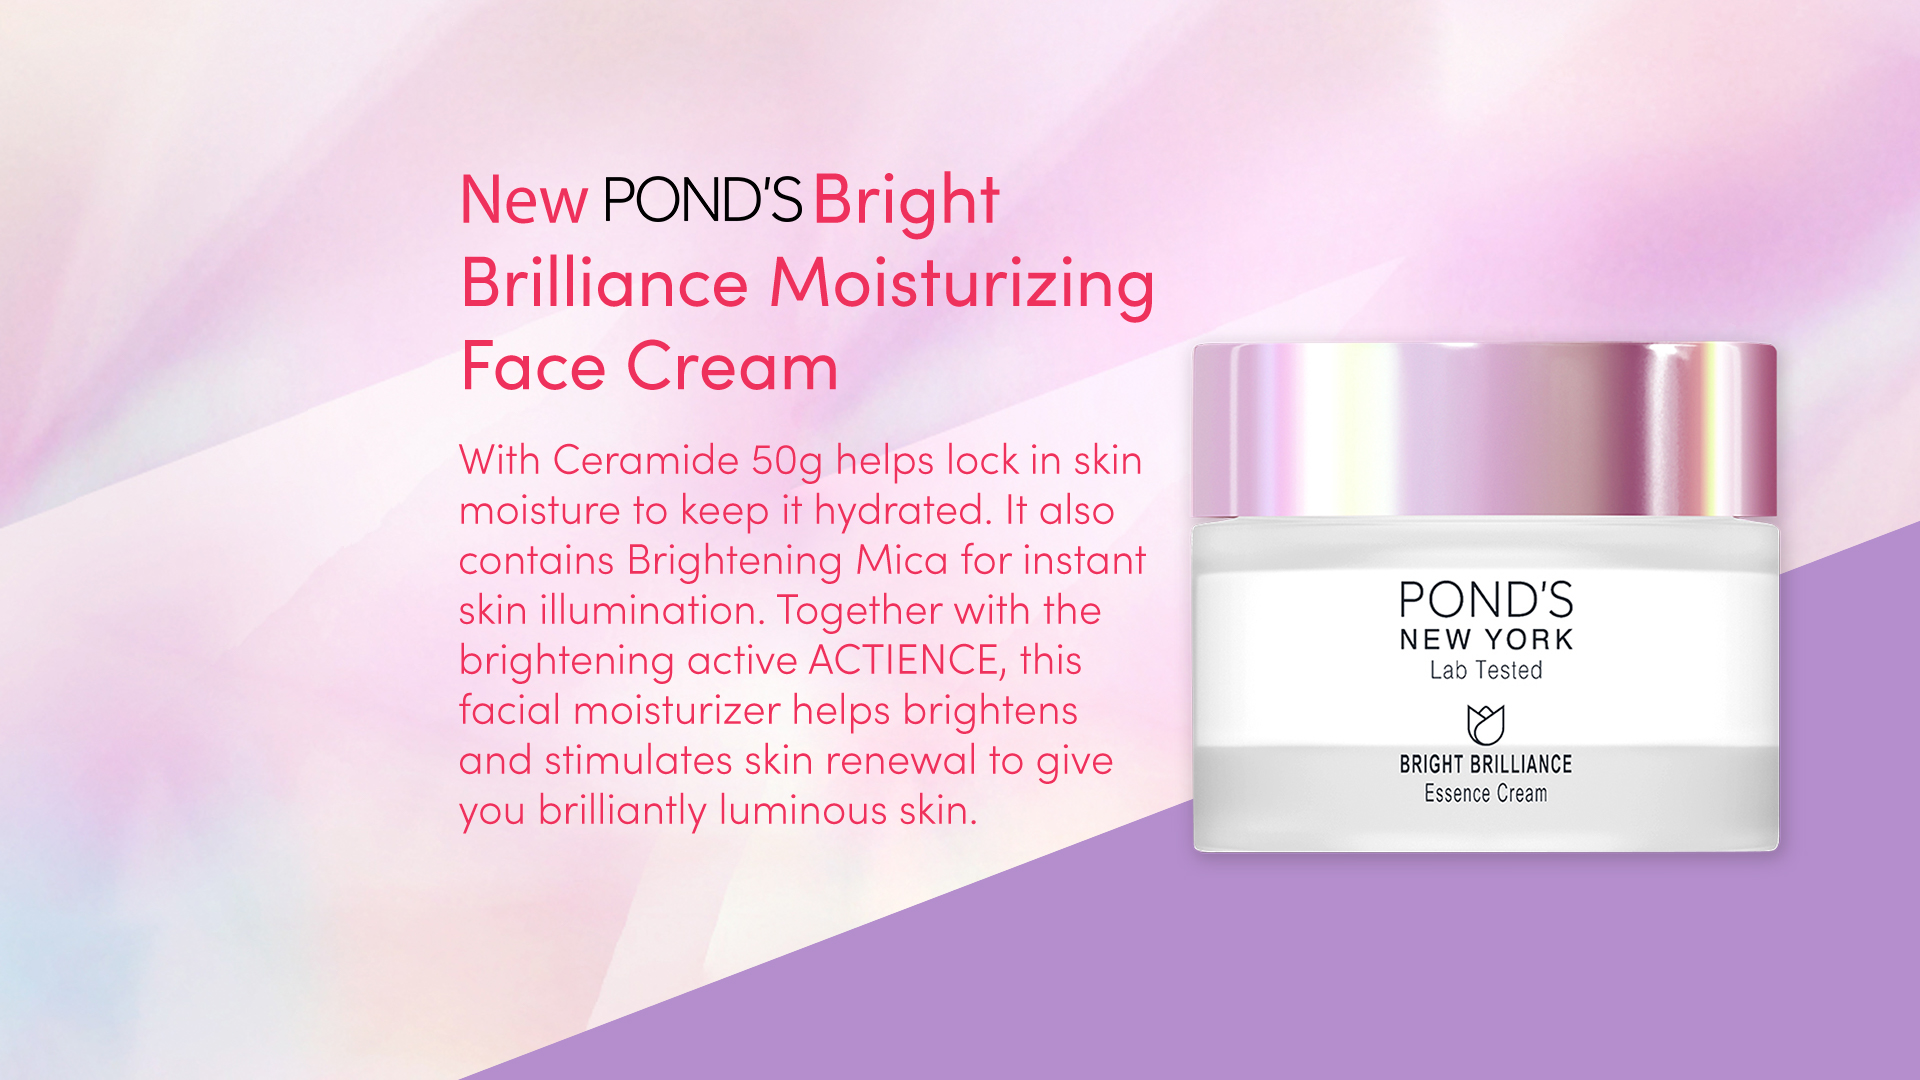 New POND'S Bright
Brilliance Moisturizing
Face Cream
With Ceramide 50g helps lock in skin
moisture to keep it hydrated. It also
contains Brightening Mica for instant
skin illumination. Together with the
brightening active ACTIENCE, this
facial moisturizer helps brightens
and stimulates skin renewal to give
you brilliantly luminous skin.
POND'S
NEW YORK
Lab Tested
BRIGHT BRILLIANCE
Essence Cream